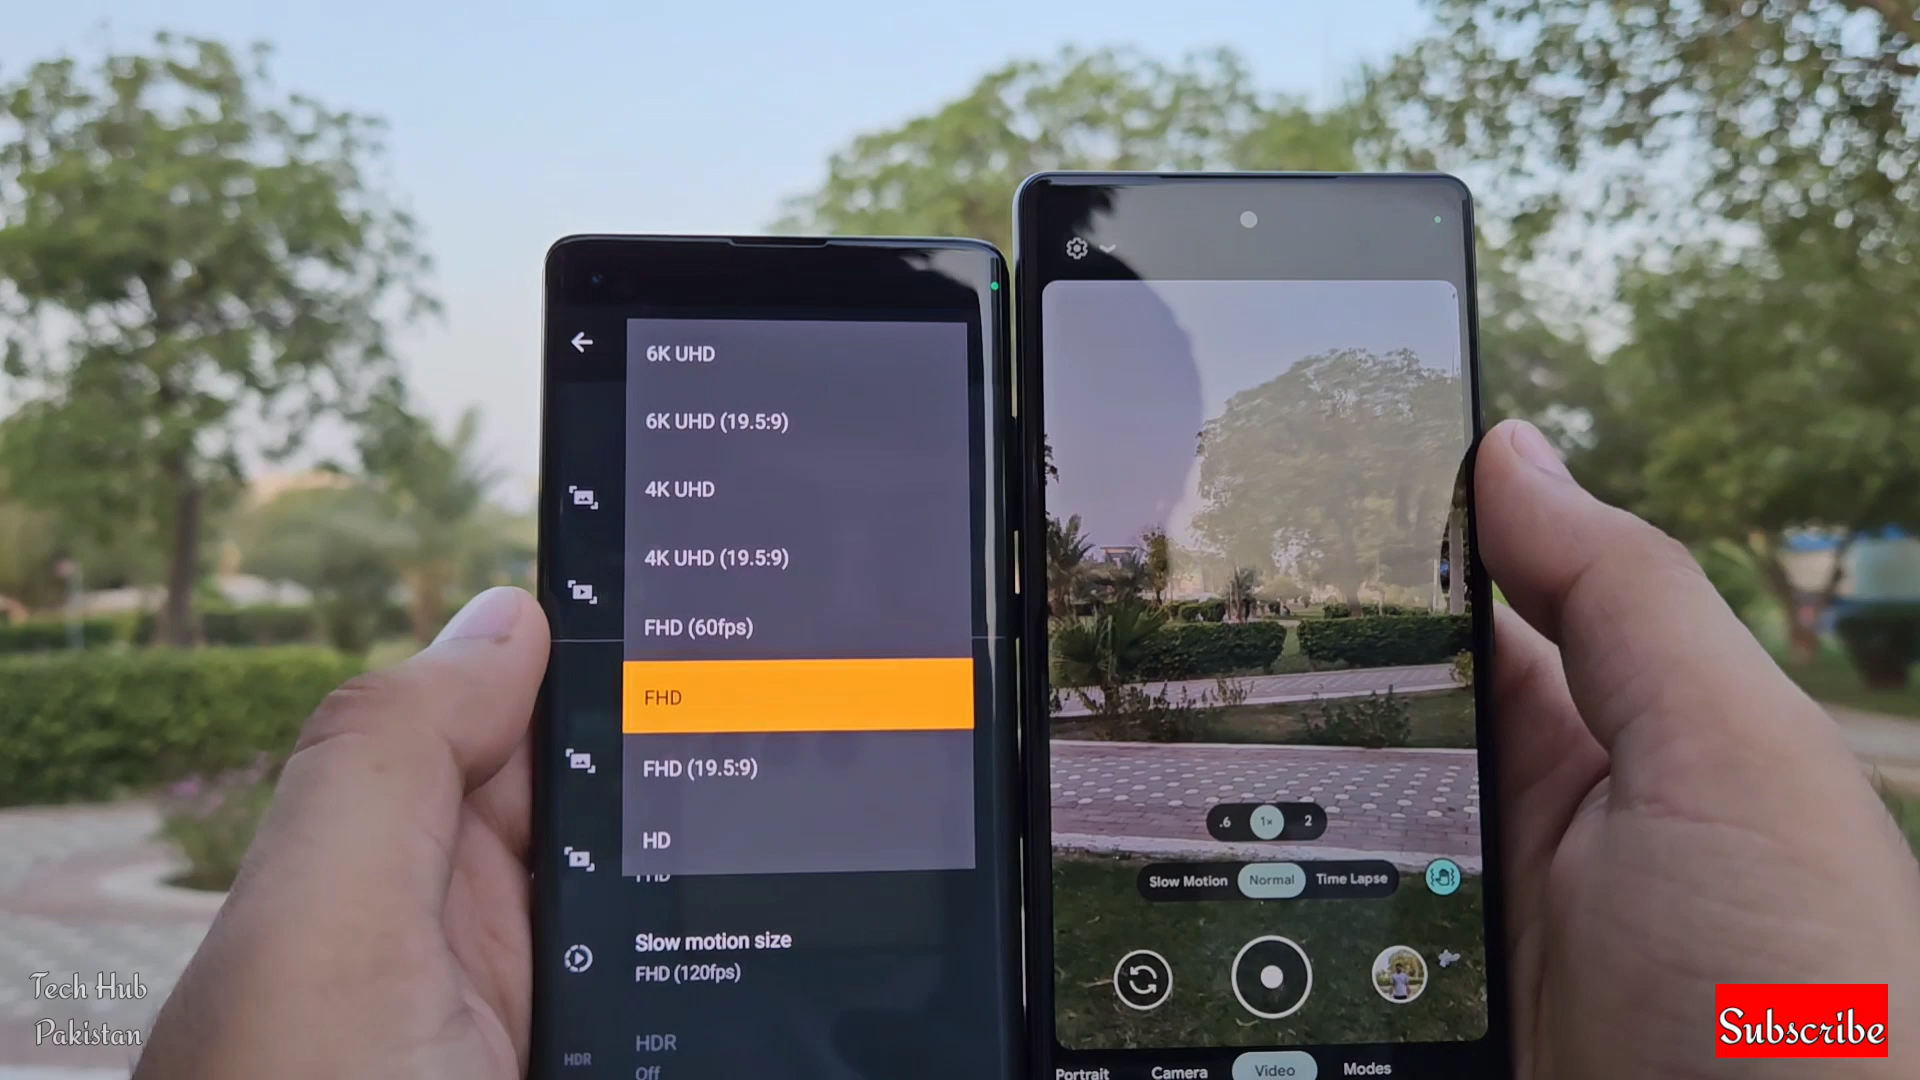 6K UHD
6K UHD (19.5:9)
4K UHD
4K UHD (19.5:9)
FHD (60fps)
FHD
FHD (19.5:9)
HD
FHD
Slow motion size
FHD (120fps)
HDR
HDR
Off
.6 1× 2
Slow Motion Normal Time Lapse
Portrait Camera Video Modes
Tech Hub
Pakistan
Subscribe